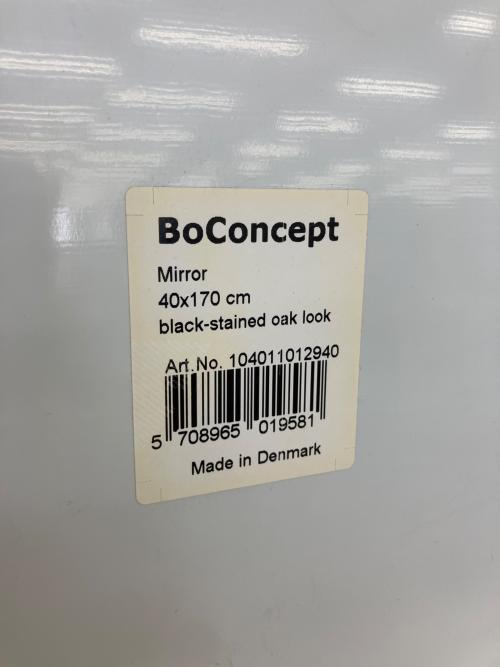 BoConcept
Mirror
40x170 cm
black-stained oak look
Art.No. 104011012940
5 708965 019581
Made in Denmark